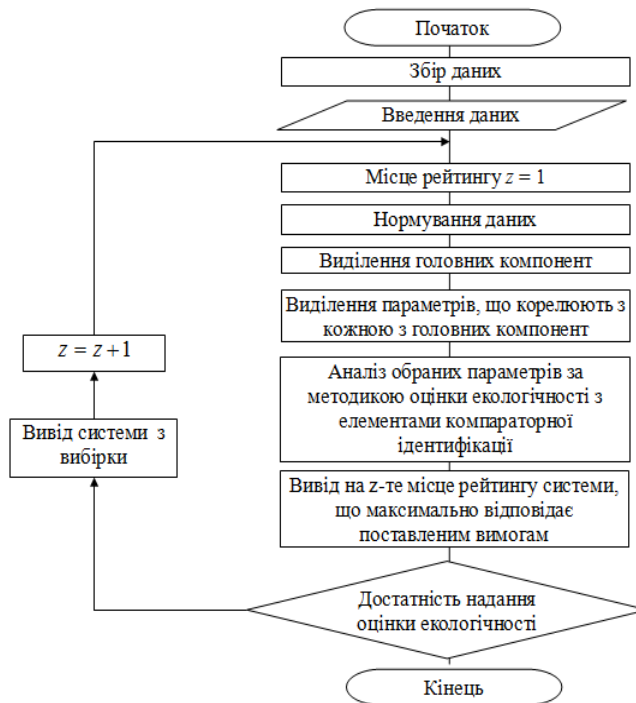 Початок
Збір даних
Введення даних
Місце рейтингу z = 1
Нормування даних
Виділення головних компонент
Виділення параметрів, що корелюють з
кожною з головних компонент
Аналіз обраних параметрів за
методикою оцінки екологічності з
елементами компараторної
ідентифікації
Вивід на z-те місце рейтингу системи,
що максимально відповідає
поставленим вимогам
Достатність надання
оцінки екологічності
Вивід системи з
вибірки
z = z+1
Кінець